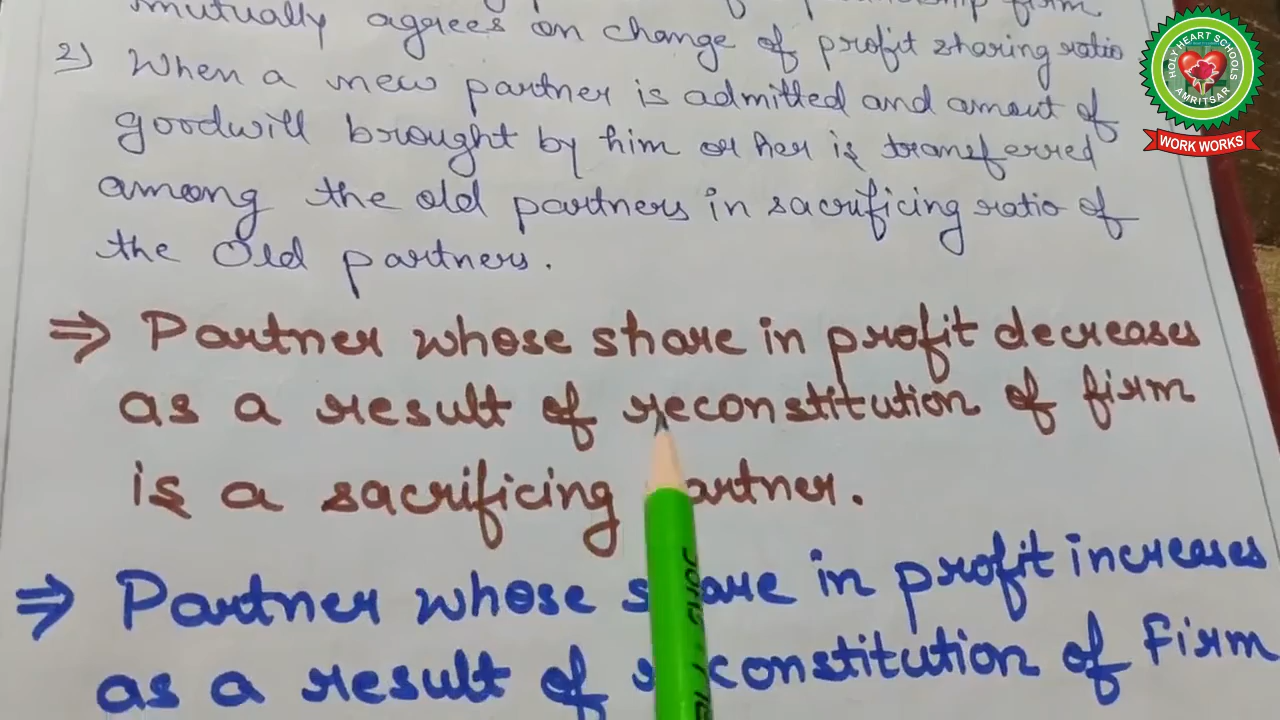 mutually agrees on change of profit sharing ratio
2) When a new partner is admitted and amout of
goodwill brought by him or her is transferred
among the old partners in sacrificing ratio of
the Old partners.
⇒ Partner whose share in profit decreases
as a result of reconstitution of firm
is a sacrificing partner.
⇒ Partner whose share in profit increases
as a result of reconstitution of Firm
HOLY HEART SCHOOLS
AMRITSAR
WORK WORKS